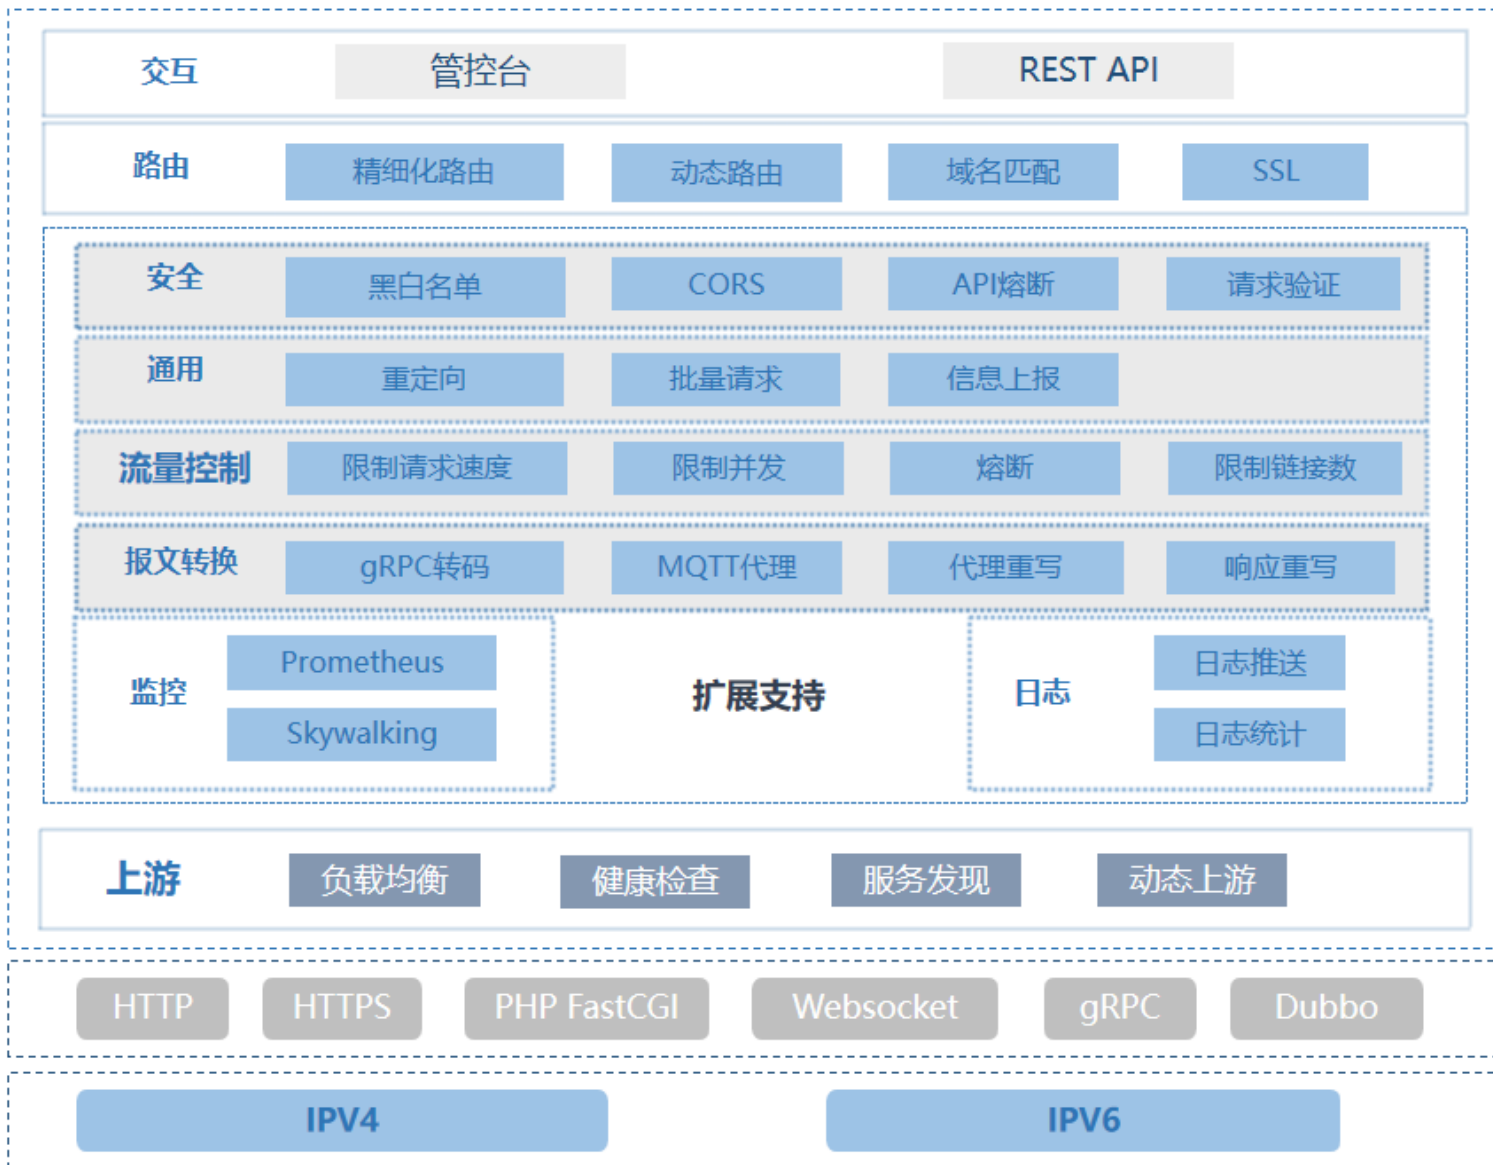 交互 管控台 REST API
路由 精细化路由 动态路由 域名匹配 SSL
安全 黑白名单 CORS API熔断 请求验证
通用 重定向 批量请求 信息上报
流量控制 限制请求速度 限制并发 熔断 限制链接数
报文转换 gRPC转码 MQTT代理 代理重写 响应重写
监控
Prometheus
Skywalking
扩展支持
日志
日志推送
日志统计
上游 负载均衡 健康检查 服务发现 动态上游
HTTP HTTPS PHP FastCGI Websocket gRPC Dubbo
IPV4 IPV6